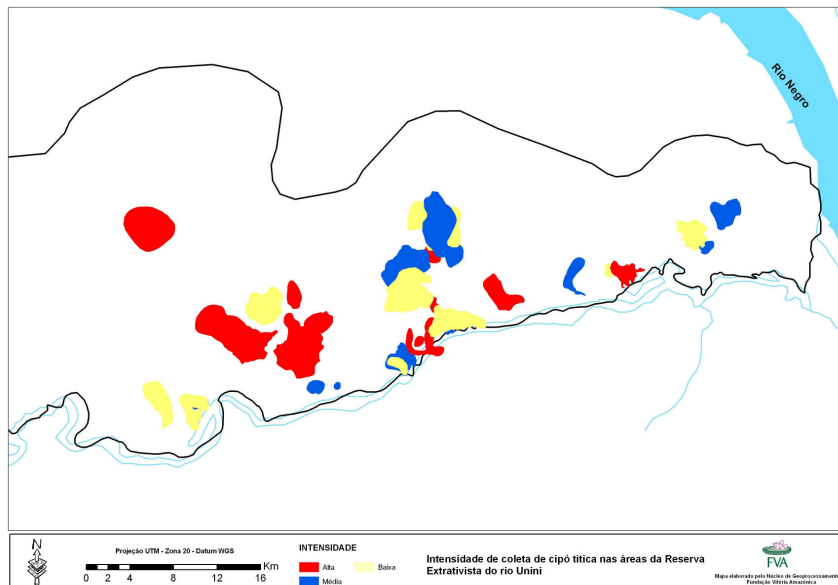 Rio Negro
N
Projeção UTM - Zona 20 - Datum WGS
Km
0 2 4 8 12 16
INTENSIDADE
Alta
Baixa
Média
Intensidade de coleta de cipó titica nas áreas da Reserva
Extrativista do rio Unini
FVA
Mapa elaborado pelo Núcleo de Geoprocessamen
Fundação Vitória Amazônica